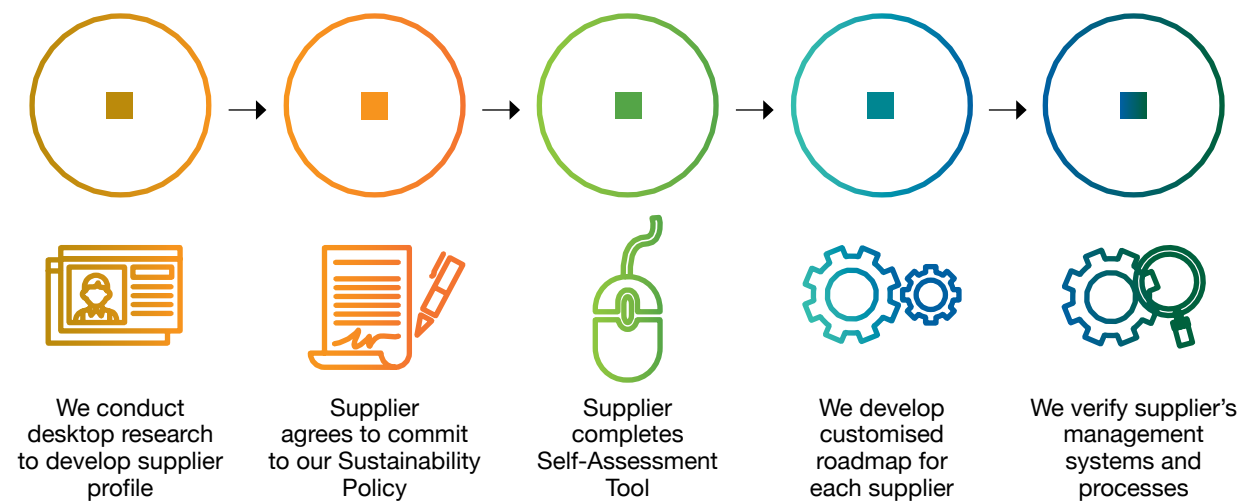 We conduct
desktop research
to develop supplier
profile
Supplier
agrees to commit
to our Sustainability
Policy
Supplier
completes
Self-Assessment
Tool
We develop
customised
roadmap for
each supplier
We verify supplier’s
management
systems and
processes